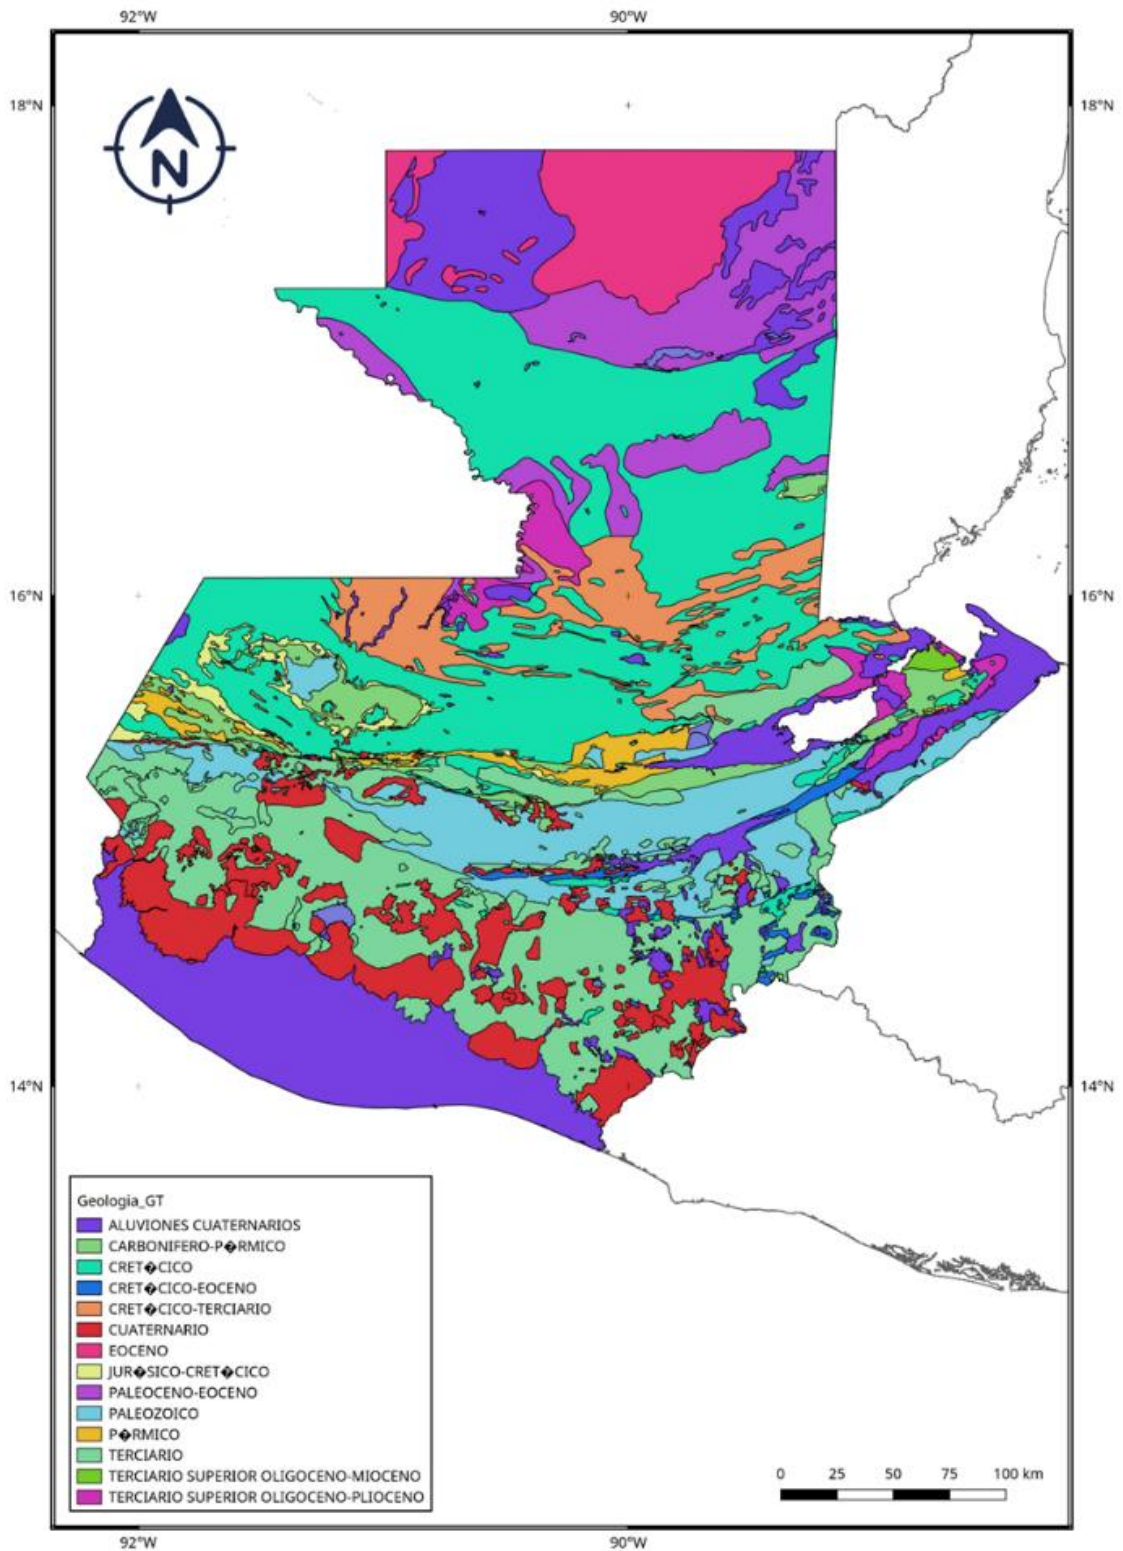 92°W 90°W
18°N 18°N
N
16°N 16°N
14°N 14°N
Geologia_GT
ALUVIONES CUATERNARIOS
CARBONIFERO-P�RMICO
CRET�CICO
CRET�CICO-EOCENO
CRET�CICO-TERCIARIO
CUATERNARIO
EOCENO
JUR�SICO-CRET�CICO
PALEOCENO-EOCENO
PALEOZOICO
P�RMICO
TERCIARIO
TERCIARIO SUPERIOR OLIGOCENO-MIOCENO
TERCIARIO SUPERIOR OLIGOCENO-PLIOCENO
0 25 50 75 100 km
92°W 90°W